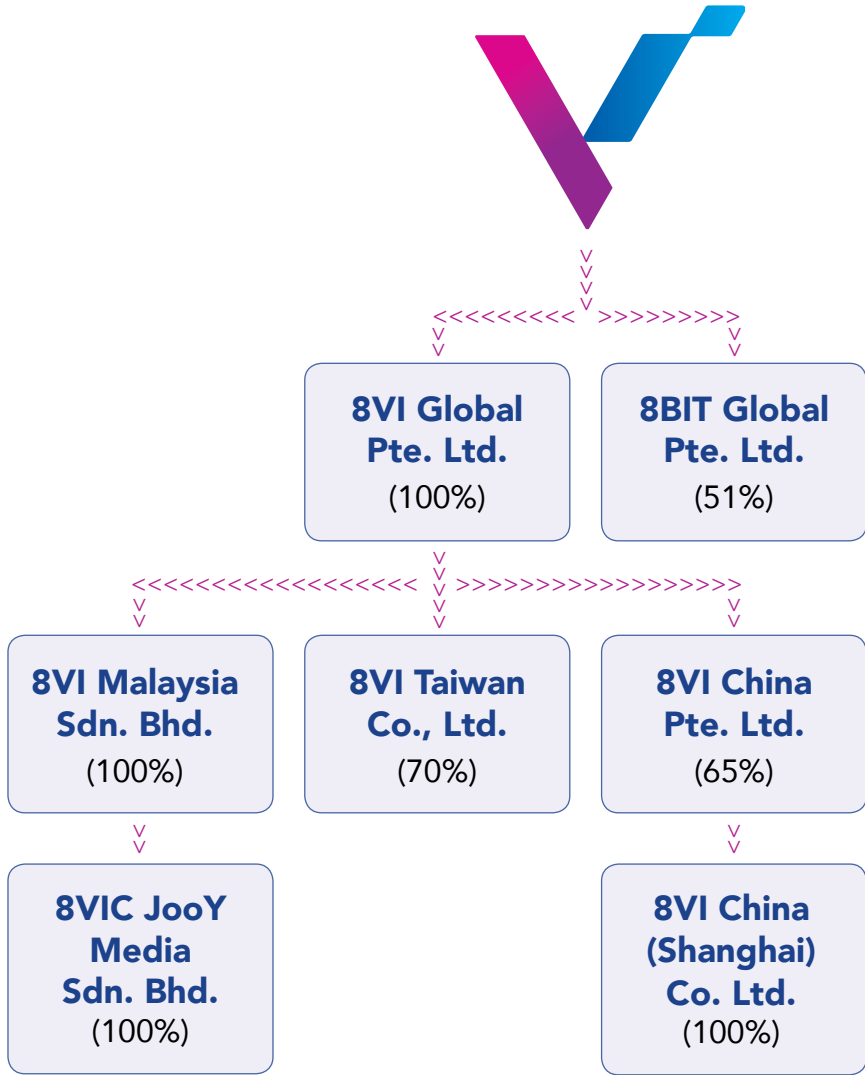 8VI Global
Pte. Ltd.
(100%)
8BIT Global
Pte. Ltd.
(51%)
8VI Malaysia
Sdn. Bhd.
(100%)
8VI Taiwan
Co., Ltd.
(70%)
8VI China
Pte. Ltd.
(65%)
8VIC JooY
Media
Sdn. Bhd.
(100%)
8VI China
(Shanghai)
Co. Ltd.
(100%)